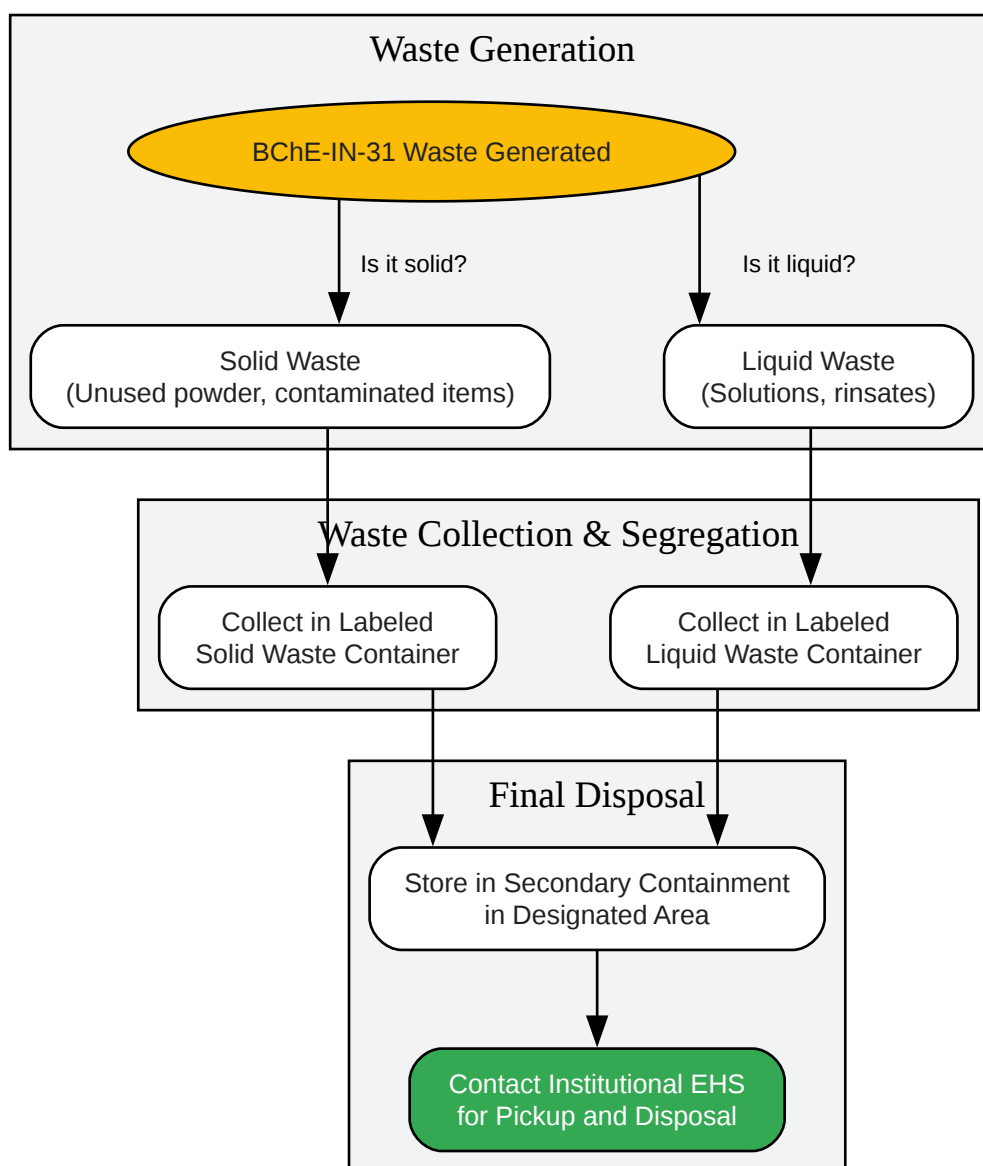 Waste Generation
BChE-IN-31 Waste Generated
Is it solid?
Is it liquid?
Solid Waste
(Unused powder, contaminated items)
Liquid Waste
(Solutions, rinsates)
Waste Collection & Segregation
Collect in Labeled
Solid Waste Container
Collect in Labeled
Liquid Waste Container
Final Disposal
Store in Secondary Containment
in Designated Area
Contact Institutional EHS
for Pickup and Disposal